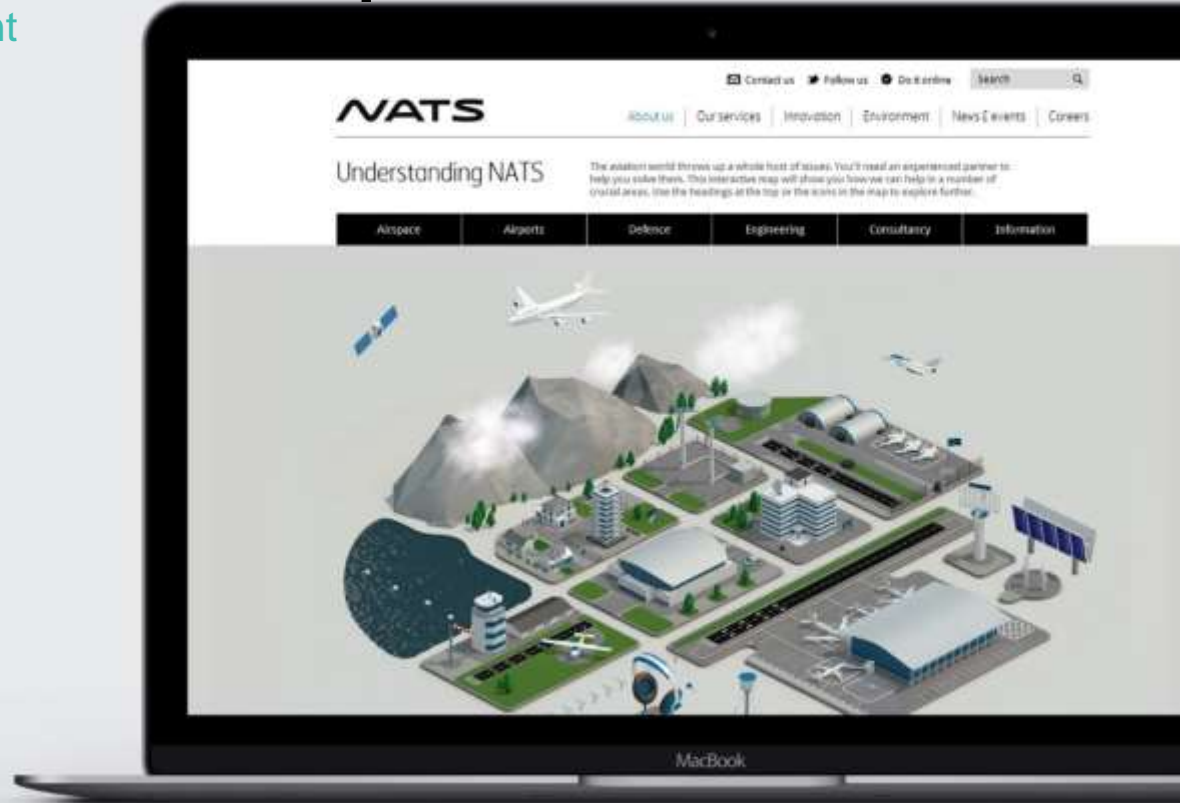 nt
Contact us Follow us Do it online Search
NATS
About us Our services Innovation Environment News & events Careers
Understanding NATS
The aviation world throws up a whole host of issues. You'll need an experienced partner to
help you solve them. This interactive map will show you how we can help in a number of
crucial areas. Use the headings at the top or the icons in the map to explore further.
Airspace Airports Defence Engineering Consultancy Information
MacBook